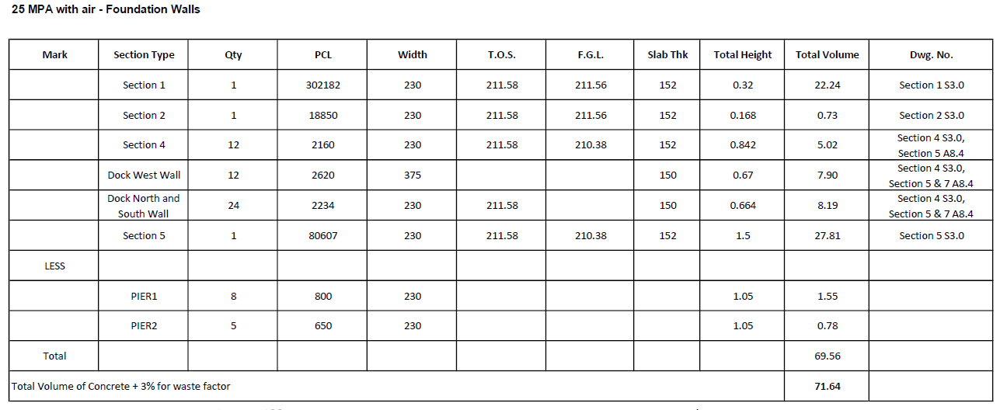 25 MPA with air - Foundation Walls
Mark Section Type Qty PCL Width T.O.S. F.G.L. Slab Thk Total Height Total Volume Dwg. No.
Section 1 1 302182 230 211.58 211.56 152 0.32 22.24 Section 1 S3.0
Section 2 1 18850 230 211.58 211.56 152 0.168 0.73 Section 2 S3.0
Section 4 12 2160 230 211.58 210.38 152 0.842 5.02 Section 4 S3.0,
Section 5 A8.4
Dock West Wall 12 2620 375 150 0.67 7.90 Section 4 S3.0,
Section 5 & 7 A8.4
Dock North and
South Wall 24 2234 230 211.58 150 0.664 8.19 Section 4 S3.0,
Section 5 & 7 A8.4
Section 5 1 80607 230 211.58 210.38 152 1.5 27.81 Section 5 S3.0
LESS
PIER1 8 800 230 1.05 1.55
PIER2 5 650 230 1.05 0.78
Total 69.56
Total Volume of Concrete + 3% for waste factor 71.64